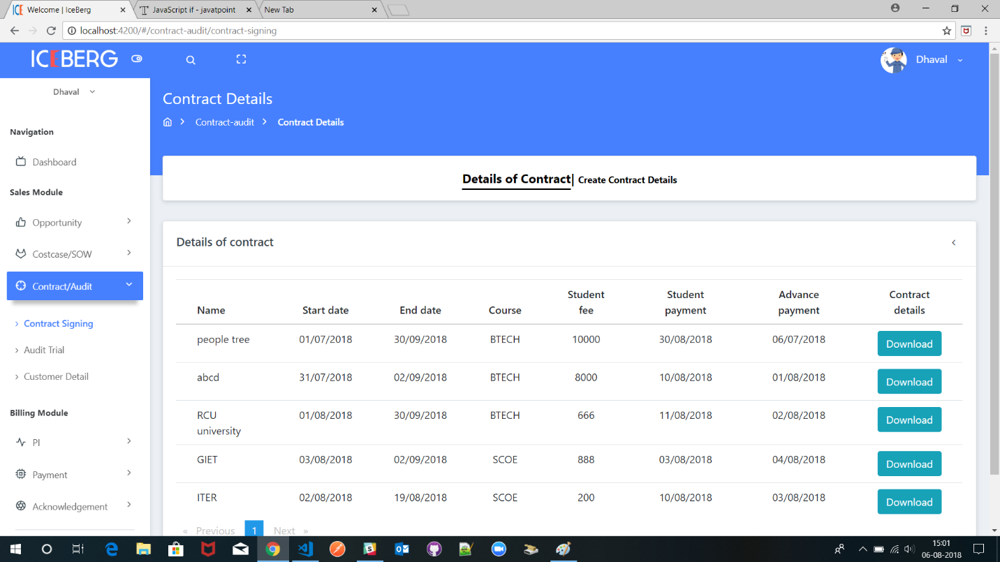 Welcome | IceBerg
JavaScript if - javatpoint
New Tab
localhost:4200/#/contract-audit/contract-signing
ICEBERG
Dhaval
Dhaval
Contract Details
Contract-audit
Contract Details
Navigation
Dashboard
Sales Module
Opportunity
Costcase/SOW
Contract/Audit
Contract Signing
Audit Trial
Customer Detail
Billing Module
PI
Payment
Acknowledgement
Details of Contract| Create Contract Details
Details of contract
Name Start date End date Course Student fee Student payment Advance payment Contract details
people tree 01/07/2018 30/09/2018 BTECH 10000 30/08/2018 06/07/2018 Download
abcd 31/07/2018 02/09/2018 BTECH 8000 10/08/2018 01/08/2018 Download
RCU university 01/08/2018 30/09/2018 BTECH 666 11/08/2018 02/08/2018 Download
GIET 03/08/2018 02/09/2018 SCOE 888 03/08/2018 04/08/2018 Download
ITER 02/08/2018 19/08/2018 SCOE 200 10/08/2018 03/08/2018 Download
« Previous 1 Next »
15:01
06-08-2018